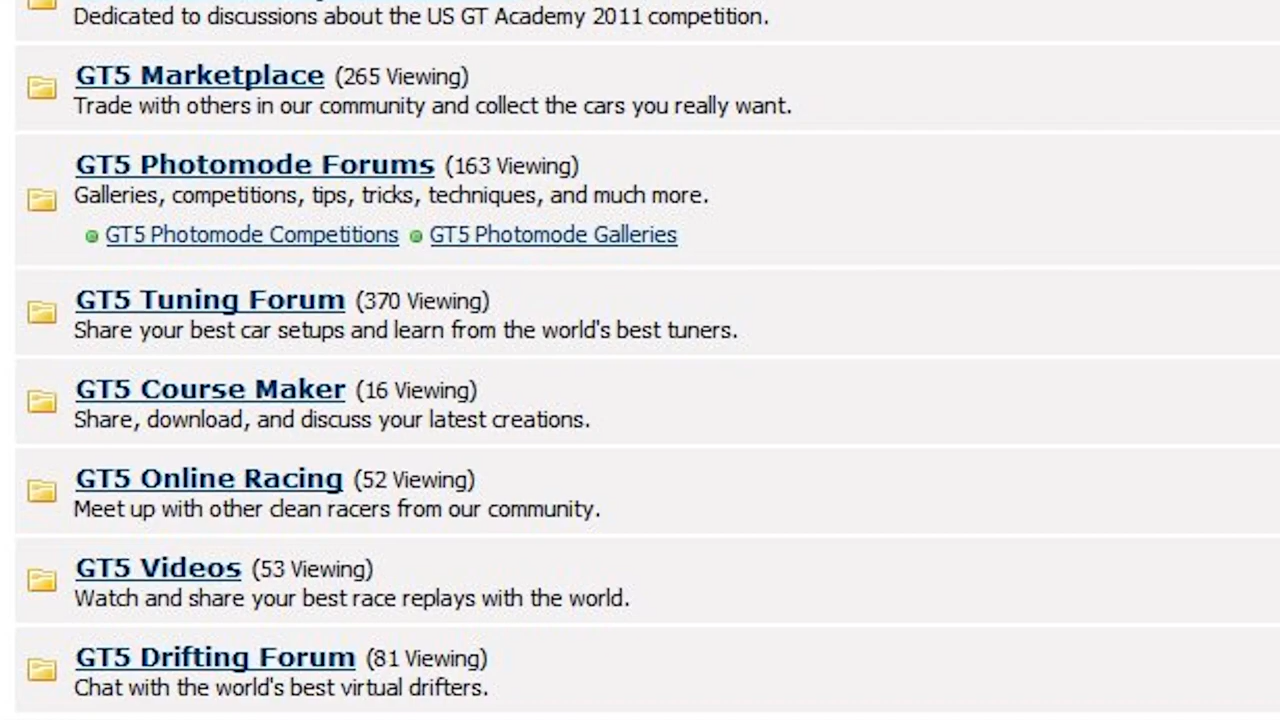 Dedicated to discussions about the US GT Academy 2011 competition.
GT5 Marketplace (265 Viewing)
Trade with others in our community and collect the cars you really want.
GT5 Photomode Forums (163 Viewing)
Galleries, competitions, tips, tricks, techniques, and much more.
GT5 Photomode Competitions GT5 Photomode Galleries
GT5 Tuning Forum (370 Viewing)
Share your best car setups and learn from the world's best tuners.
GT5 Course Maker (16 Viewing)
Share, download, and discuss your latest creations.
GT5 Online Racing (52 Viewing)
Meet up with other clean racers from our community.
GT5 Videos (53 Viewing)
Watch and share your best race replays with the world.
GT5 Drifting Forum (81 Viewing)
Chat with the world's best virtual drifters.